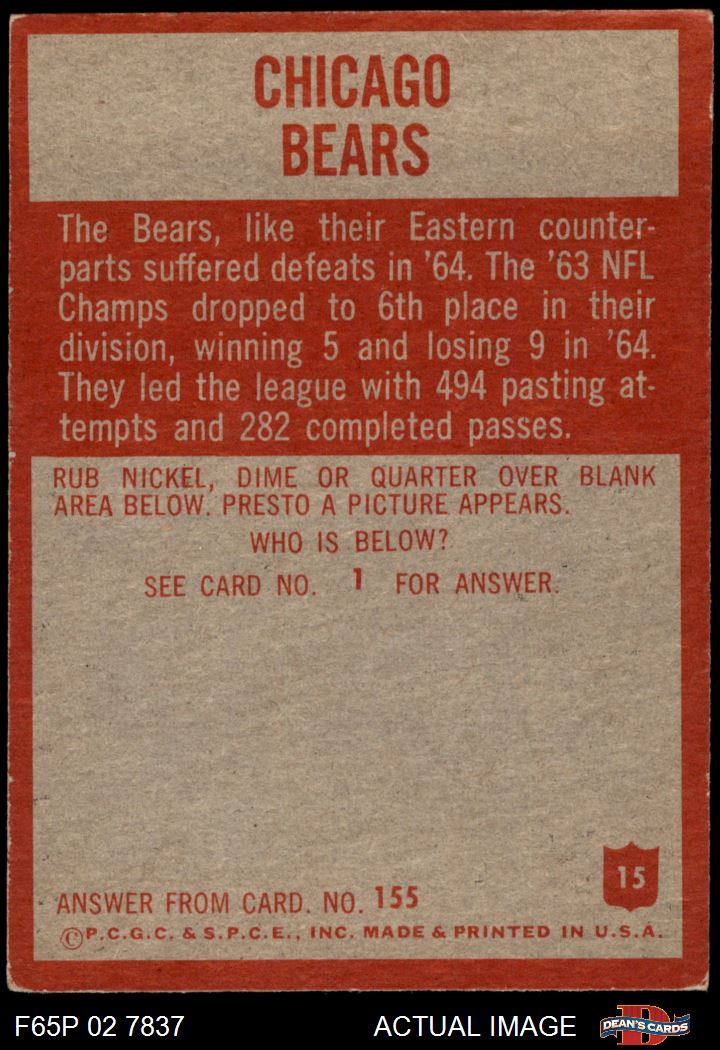 CHICAGO
BEARS
The Bears, like their Eastern counter-
parts suffered defeats in '64. The '63 NFL
Champs dropped to 6th place in their
division, winning 5 and losing 9 in '64.
They led the league with 494 pasting at-
tempts and 282 completed passes.
RUB NICKEL, DIME OR QUARTER OVER BLANK
AREA BELOW. PRESTO A PICTURE APPEARS.
WHO IS BELOW?
SEE CARD NO. 1 FOR ANSWER.
15
ANSWER FROM CARD. NO. 155
©P.C.G.C. & S.P.C.E., INC. MADE & PRINTED IN U.S.A.
F65P 02 7837 ACTUAL IMAGE
D
DEAN'S CARDS